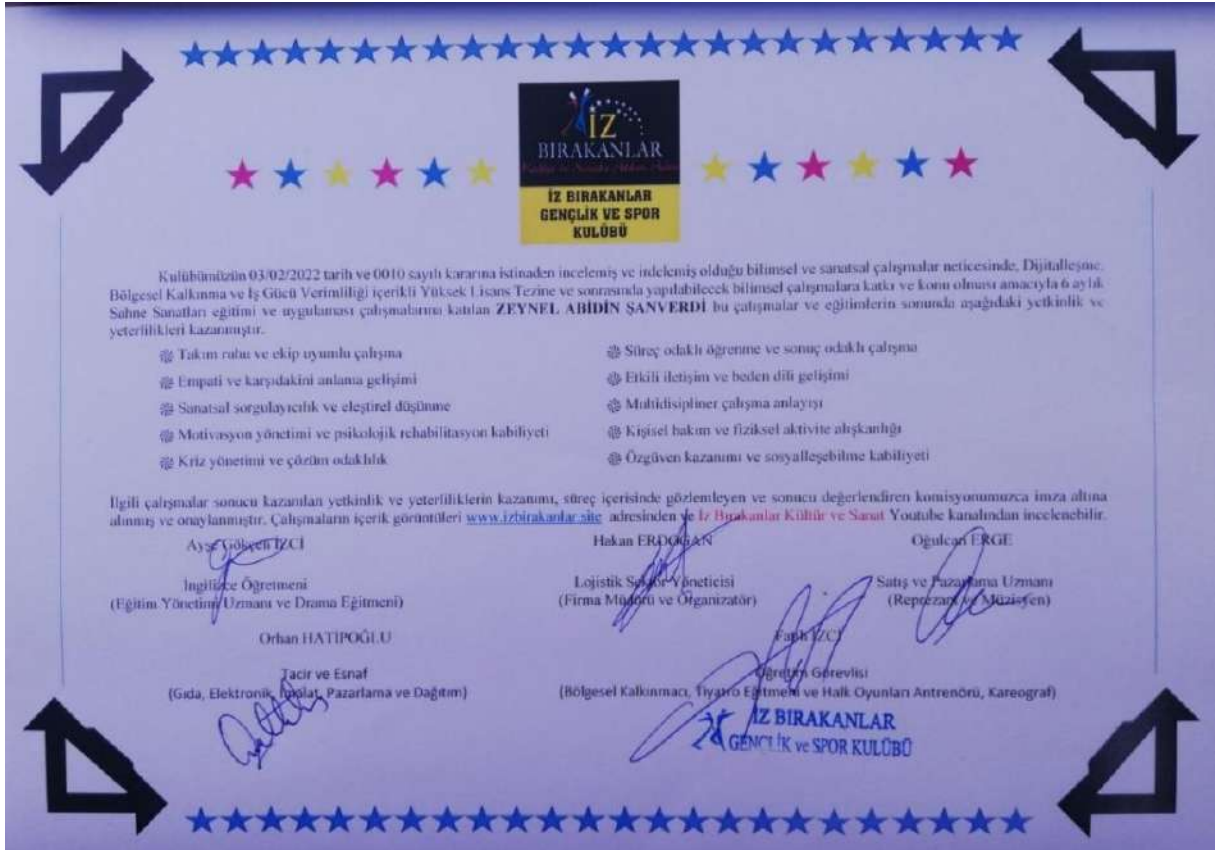 İZ
BIRAKANLAR
İZ BIRAKANLAR
GENÇLİK VE SPOR
KULÜBÜ
Kulübümüzün 03/02/2022 tarih ve 0010 sayılı kararına istinaden incelemiş ve irdelemiş olduğu bilimsel ve sanatsal çalışmalar neticesinde, Dijitalleşme,
Bölgesel Kalkınma ve İş Gücü Verimliliği içerikli Yüksek Lisans Tezine ve sonrasında yapılabilecek bilimsel çalışmalara katkı ve konu olması amacıyla 6 aylık
Sahne Sanatları eğitimi ve uygulaması çalışmalarına katılan ZEYNEL ABİDİN ŞANVERDİ bu çalışmalar ve eğitimlerin sonunda aşağıdaki yetkinlik ve
yeterlilikleri kazanmıştır.
Takım ruhu ve ekip uyumlu çalışma
Empati ve karşıdakini anlama gelişimi
Sanatsal sorgulayıcılık ve eleştirel düşünme
Motivasyon yönetimi ve psikolojik rehabilitasyon kabiliyeti
Kriz yönetimi ve çözüm odaklılık
Süreç odaklı öğrenme ve sonuç odaklı çalışma
Etkili iletişim ve beden dili gelişimi
Multidisipliner çalışma anlayışı
Kişisel bakım ve fiziksel aktivite alışkanlığı
Özgüven kazanımı ve sosyalleşebilme kabiliyeti
İlgili çalışmalar sonucu kazanılan yetkinlik ve yeterliliklerin kazanımı, süreç içerisinde gözlemleyen ve sonucu değerlendiren komisyonumuzca imza altına
alınmış ve onaylanmıştır. Çalışmaların içerik görüntüleri www.izbirakanlar.site adresinden ve İz Bırakanlar Kültür ve Sanat Youtube kanalından incelenebilir.
Ayşe Gökçen İZCİ
İngilizce Öğretmeni
(Eğitim Yönetimi Uzmanı ve Drama Eğitmeni)
Hakan ERDOĞAN
Lojistik Sektör Yöneticisi
(Firma Müdürü ve Organizatör)
Oğulcan ERGE
Satış ve Pazarlama Uzmanı
(Reprezant ve Müzisyen)
Orhan HATİPOĞLU
Tacir ve Esnaf
(Gıda, Elektronik, İmalat, Pazarlama ve Dağıtım)
Fatih İZCİ
Öğretim Görevlisi
(Bölgesel Kalkınmacı, Tiyatro Eğitmeni ve Halk Oyunları Antrenörü, Kareograf)
İZ BIRAKANLAR
GENÇLİK ve SPOR KULÜBÜ